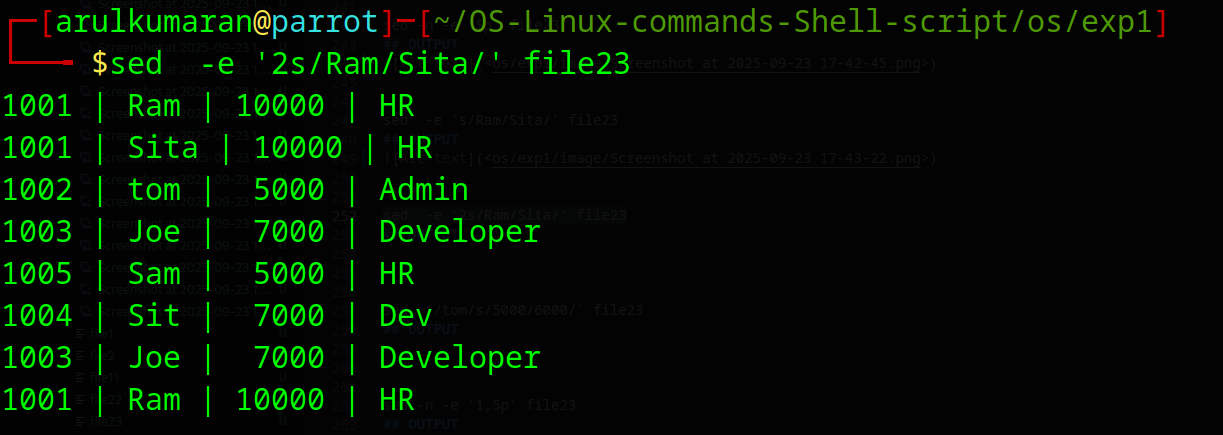 ┌─[arulkumaran@parrot]─[~/OS-Linux-commands-Shell-script/os/exp1]
└──╼ $sed  -e '2s/Ram/Sita/' file23
1001 | Ram | 10000 | HR
1001 | Sita | 10000 | HR
1002 | tom |  5000 | Admin
1003 | Joe |  7000 | Developer
1005 | Sam |  5000 | HR
1004 | Sit |  7000 | Dev
1003 | Joe |  7000 | Developer
1001 | Ram | 10000 | HR